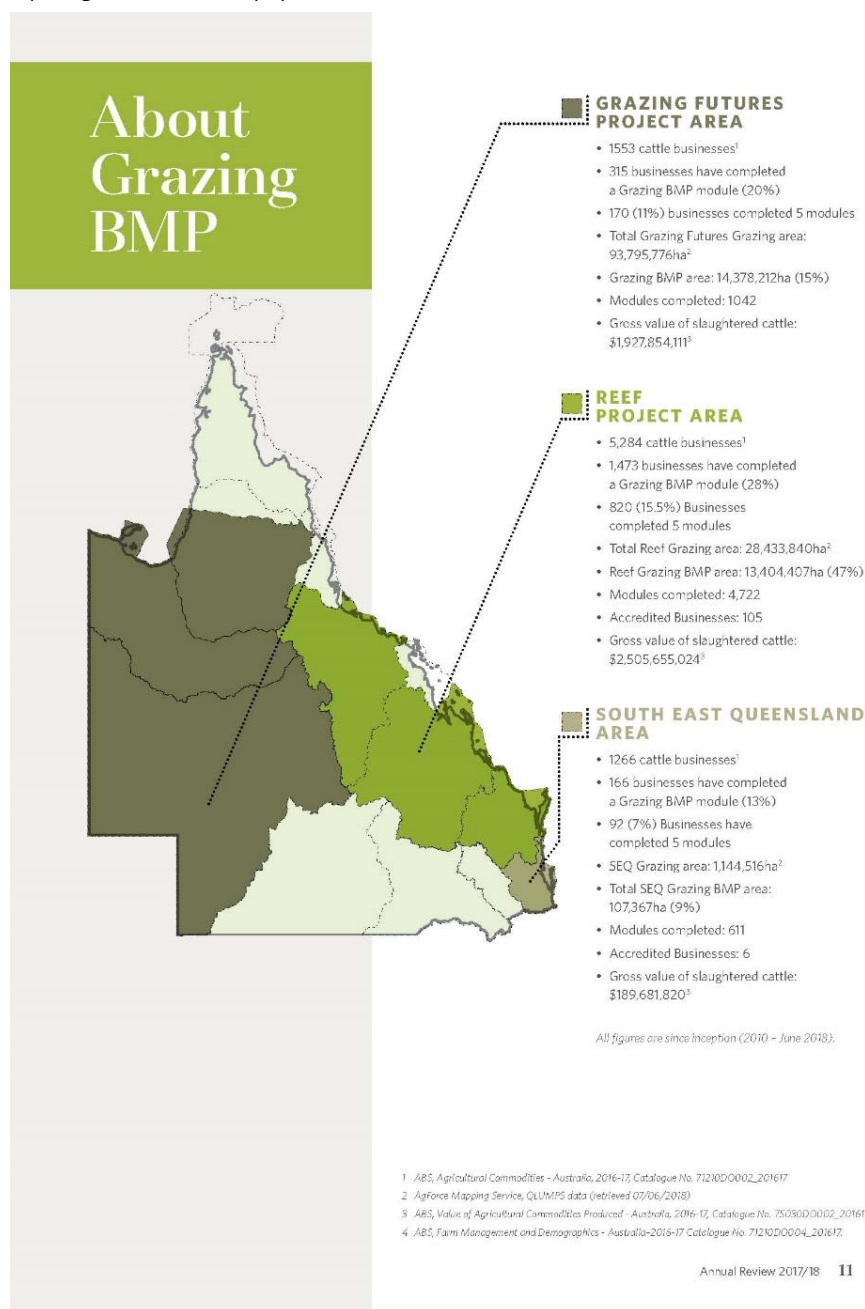 About
Grazing
BMP
GRAZING FUTURES
PROJECT AREA
• 1553 cattle businesses¹
• 315 businesses have completed
a Grazing BMP module (20%)
• 170 (11%) businesses completed 5 modules
• Total Grazing Futures Grazing area:
93,795,776ha²
• Grazing BMP area: 14,378,212ha (15%)
• Modules completed: 1042
• Gross value of slaughtered cattle:
$1,927,854,111³
REEF
PROJECT AREA
• 5,284 cattle businesses¹
• 1,473 businesses have completed
a Grazing BMP module (28%)
• 820 (15.5%) Businesses
completed 5 modules
• Total Reef Grazing area: 28,433,840ha²
• Reef Grazing BMP area: 13,404,407ha (47%)
• Modules completed: 4,722
• Accredited Businesses: 105
• Gross value of slaughtered cattle:
$2,505,655,024³
SOUTH EAST QUEENSLAND
AREA
• 1266 cattle businesses¹
• 166 businesses have completed
a Grazing BMP module (13%)
• 92 (7%) Businesses have
completed 5 modules
• SEQ Grazing area: 1,144,516ha²
• Total SEQ Grazing BMP area:
107,367ha (9%)
• Modules completed: 611
• Accredited Businesses: 6
• Gross value of slaughtered cattle:
$189,681,820³
All figures are since inception (2010 – June 2018).
1 ABS, Agricultural Commodities - Australia, 2016-17, Catalogue No. 71210DO002_201617
2 AgForce Mapping Service, QLUMPS data (retrieved 07/06/2018)
3 ABS, Value of Agricultural Commodities Produced - Australia, 2016-17, Catalogue No. 75030DO002_20161
4 ABS, Farm Management and Demographics - Australia-2016-17 Catalogue No. 71210DO004_201617.
Annual Review 2017/18 11